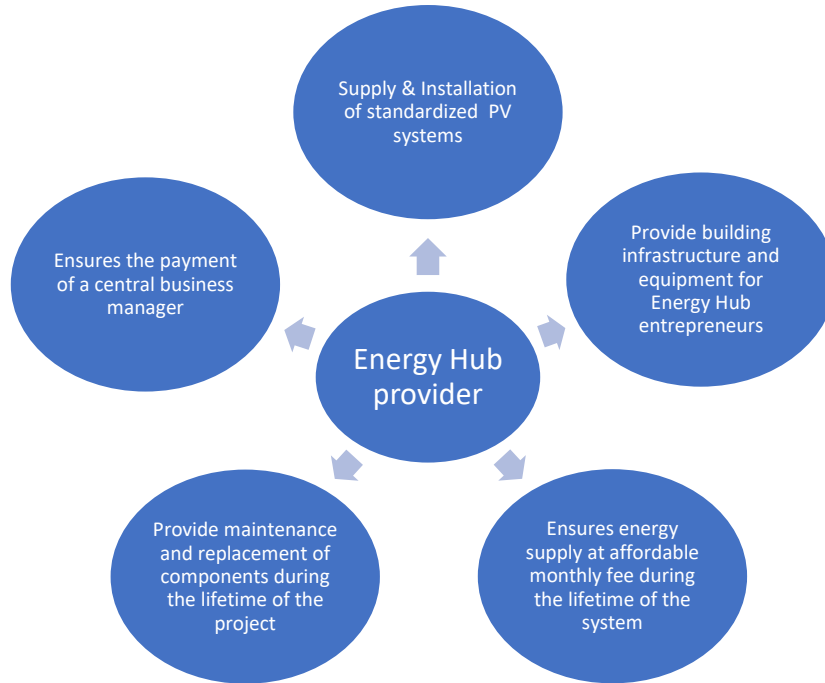 Supply & Installation
of standardized PV
systems
Provide building
infrastructure and
equipment for
Energy Hub
entrepreneurs
Ensures energy
supply at affordable
monthly fee during
the lifetime of the
system
Provide maintenance
and replacement of
components during
the lifetime of the
project
Ensures the payment
of a central business
manager
Energy Hub
provider